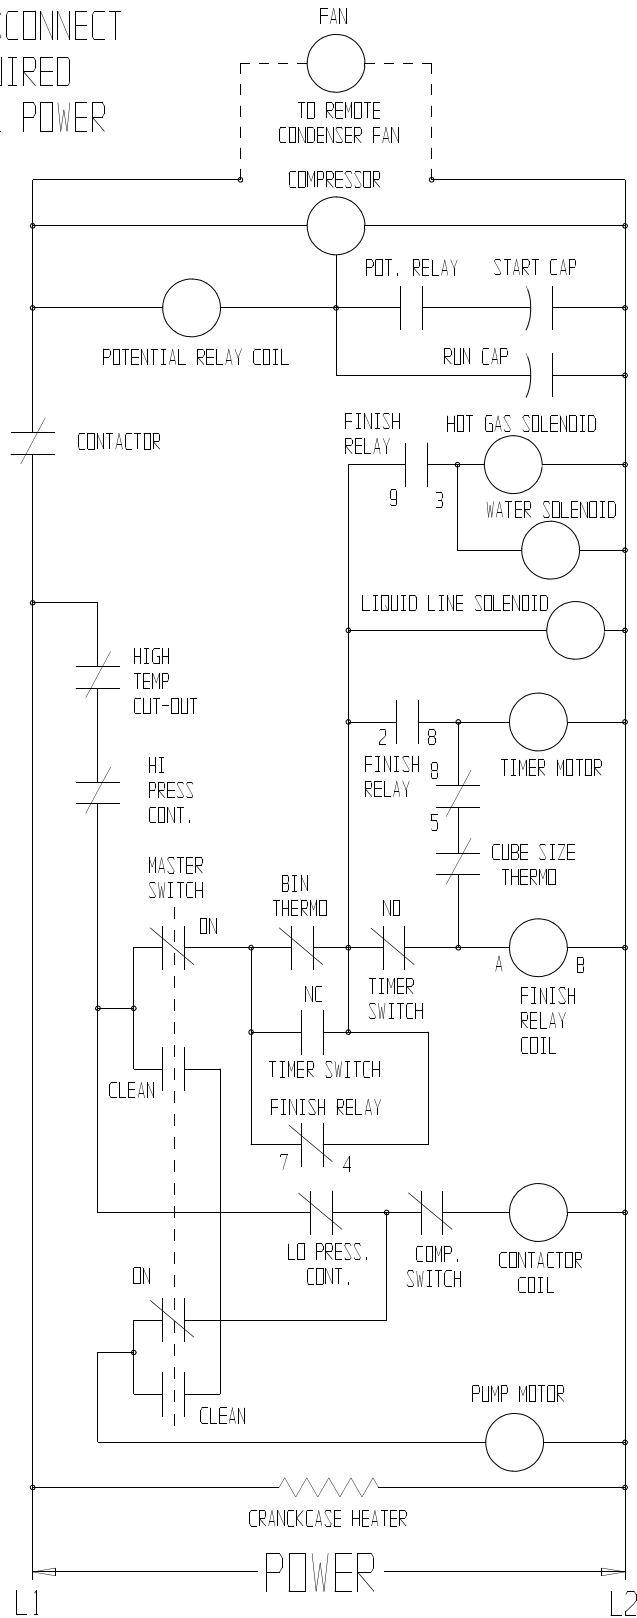 FAN
TO REMOTE
CONDENSER FAN
COMPRESSOR
POT. RELAY
START CAP
POTENTIAL RELAY COIL
RUN CAP
CONTACTOR
FINISH
RELAY
HOT GAS SOLENOID
9
3
WATER SOLENOID
LIQUID LINE SOLENOID
HIGH
TEMP
CUT-OUT
2
8
FINISH
RELAY
TIMER MOTOR
HI
PRESS
CONT.
8
5
CUBE SIZE
THERMO
MASTER
SWITCH
ON
BIN
THERMO
NO
TIMER
SWITCH
A
B
FINISH
RELAY
COIL
NC
TIMER SWITCH
CLEAN
FINISH RELAY
7
4
LO PRESS.
CONT.
COMP.
SWITCH
CONTACTOR
COIL
ON
CLEAN
PUMP MOTOR
CRANCKCASE HEATER
POWER
L1
L2
POWER